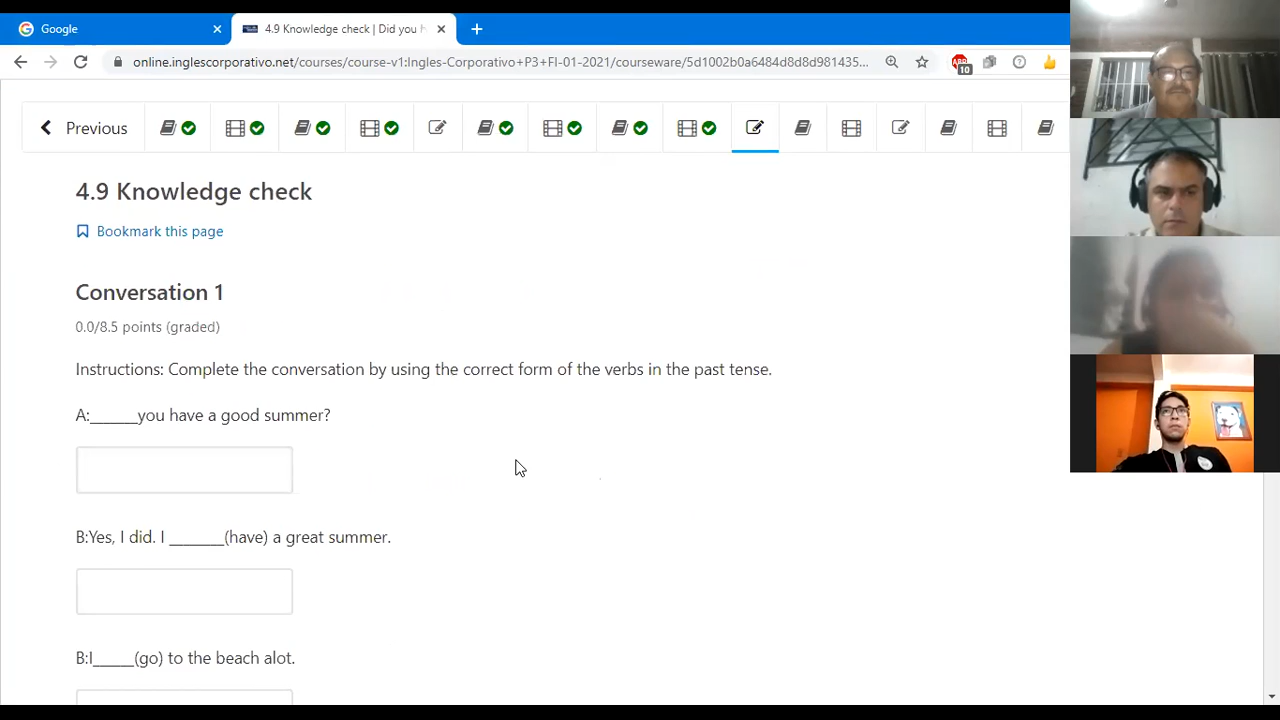 Google
4.9 Knowledge check | Did you h
online.inglescorporativo.net/courses/course-v1:Ingles-Corporativo+P3+FI-01-2021/courseware/5d1002b0a6484d8d8d981435...
10
Previous
4.9 Knowledge check
Bookmark this page
Conversation 1
0.0/8.5 points (graded)
Instructions: Complete the conversation by using the correct form of the verbs in the past tense.
A:______you have a good summer?
B:Yes, I did. I ________(have) a great summer.
B:I______(go) to the beach alot.